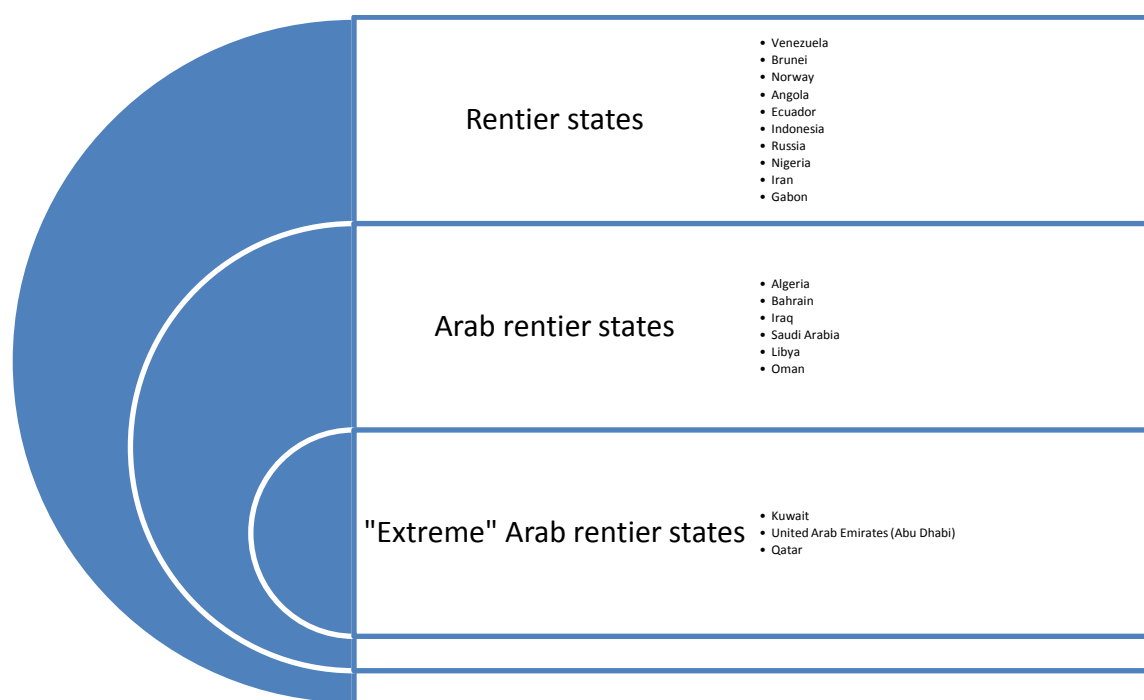 Rentier states
• Venezuela
• Brunei
• Norway
• Angola
• Ecuador
• Indonesia
• Russia
• Nigeria
• Iran
• Gabon
Arab rentier states
• Algeria
• Bahrain
• Iraq
• Saudi Arabia
• Libya
• Oman
"Extreme" Arab rentier states
• Kuwait
• United Arab Emirates (Abu Dhabi)
• Qatar